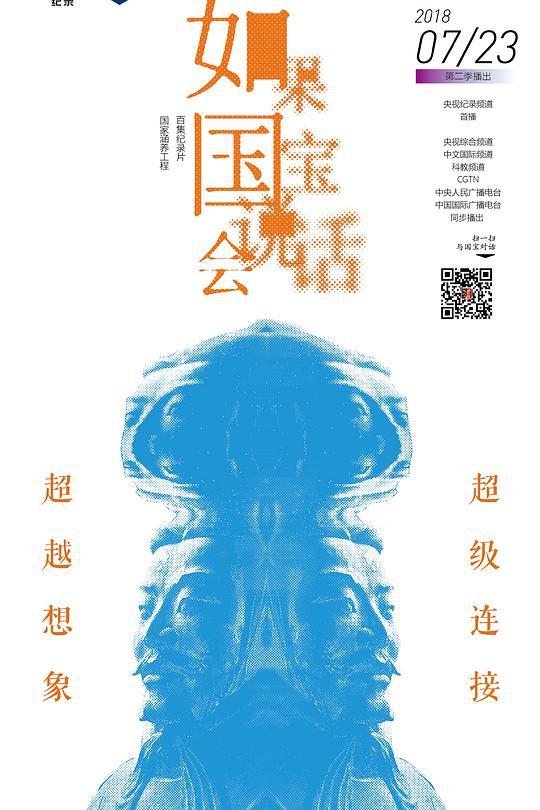 纪录
如果
国宝
会说话
百集纪录片
国家涵养工程
2018
07/23
第二季播出
央视纪录频道
首播
央视综合频道
中文国际频道
科教频道
CGTN
中央人民广播电台
中国国际广播电台
同步播出
扫一扫
与国宝对话
超越想象
超级连接